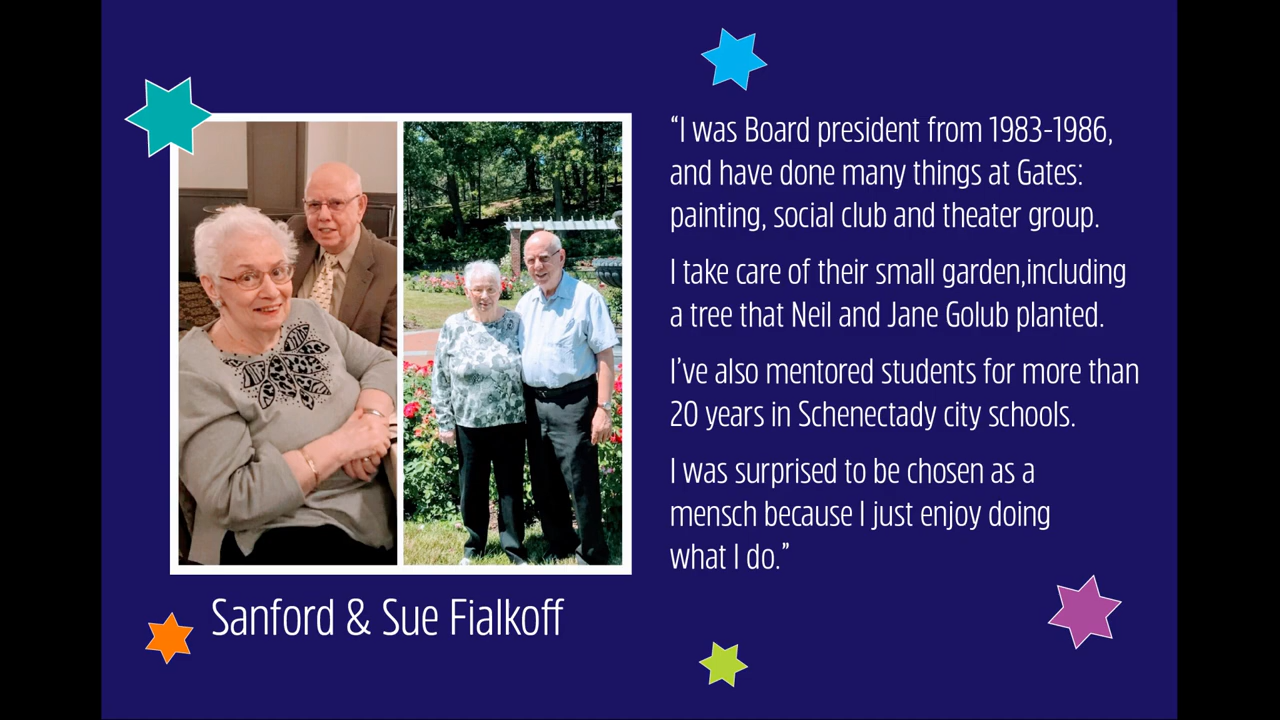 “I was Board president from 1983-1986,
and have done many things at Gates:
painting, social club and theater group.
I take care of their small garden,including
a tree that Neil and Jane Golub planted.
I’ve also mentored students for more than
20 years in Schenectady city schools.
I was surprised to be chosen as a
mensch because I just enjoy doing
what I do.”
Sanford & Sue Fialkoff